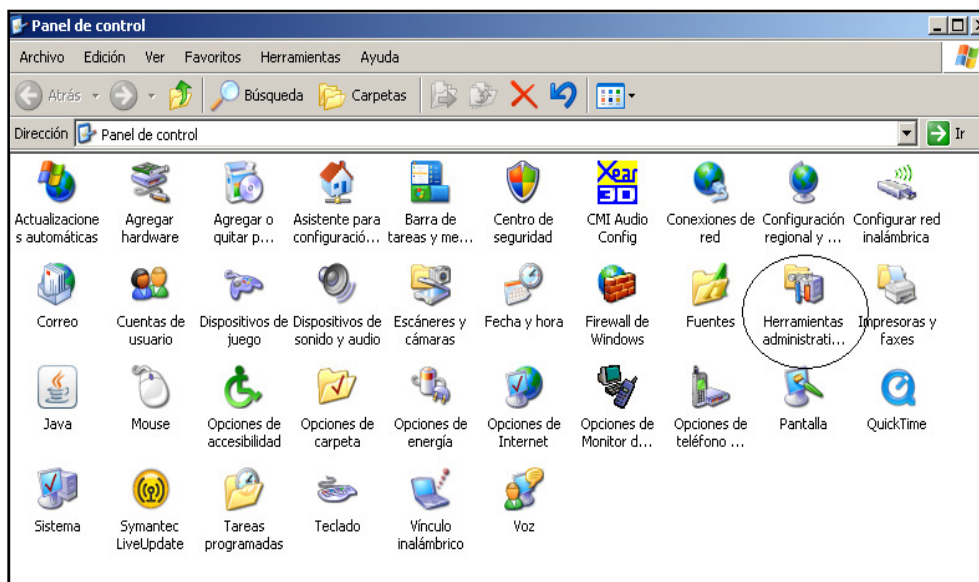 Panel de control
Archivo Edición Ver Favoritos Herramientas Ayuda
Atrás Búsqueda Carpetas
Dirección Panel de control Ir
Xear
3D
Actualizacione Agregar Agregar o Asistente para Barra de Centro de CMI Audio Conexiones de Configuración Configurar red
s automáticas hardware quitar p... configuració... tareas y me... seguridad Config red regional y ... inalámbrica
Correo Cuentas de Dispositivos de Dispositivos de Escáneres y Fecha y hora Firewall de Fuentes Herramientas Impresoras y
usuario juego sonido y audio cámaras Windows administrati... faxes
Java Mouse Opciones de Opciones de Opciones de Opciones de Opciones de Opciones de Pantalla QuickTime
accesibilidad carpeta energía Internet Monitor d... teléfono ...
Sistema Symantec Tareas Teclado Vínculo Voz
LiveUpdate programadas inalámbrico